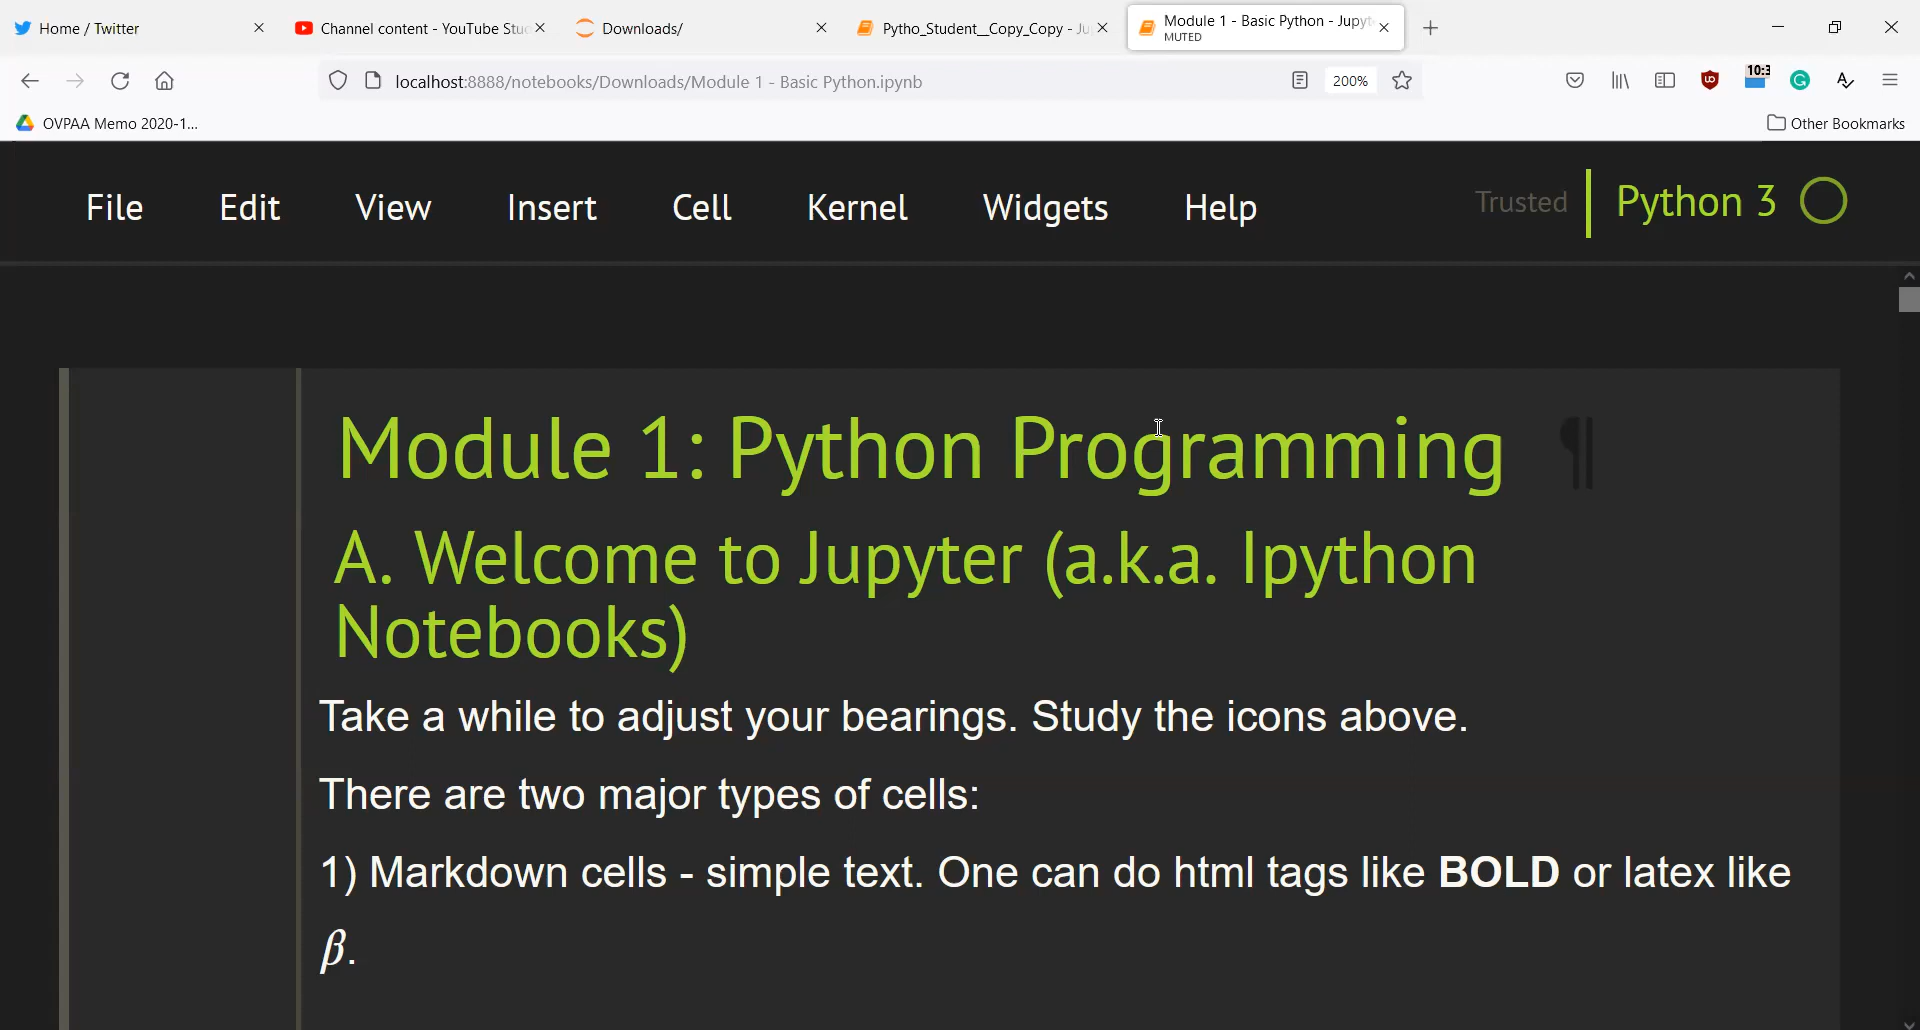 Home / Twitter
Channel content - YouTube Stu
Downloads/
Pytho_Student__Copy_Copy - Ju
Module 1 - Basic Python - Jupyt
MUTED
localhost:8888/notebooks/Downloads/Module 1 - Basic Python.ipynb
200%
10:3
OVPAA Memo 2020-1...
Other Bookmarks
File Edit View Insert Cell Kernel Widgets Help Trusted Python 3
Module 1: Python Programming ¶
A. Welcome to Jupyter (a.k.a. Ipython
Notebooks)
Take a while to adjust your bearings. Study the icons above.
There are two major types of cells:
1) Markdown cells - simple text. One can do html tags like BOLD or latex like
β.